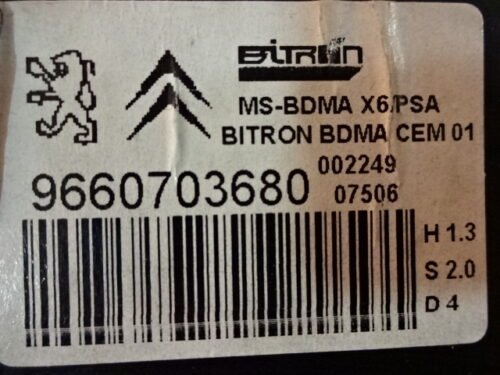 BITRON
MS-BDMA X6/PSA
BITRON BDMA CEM 01
002249
9660703680
07506
H 1.3
S 2.0
D 4